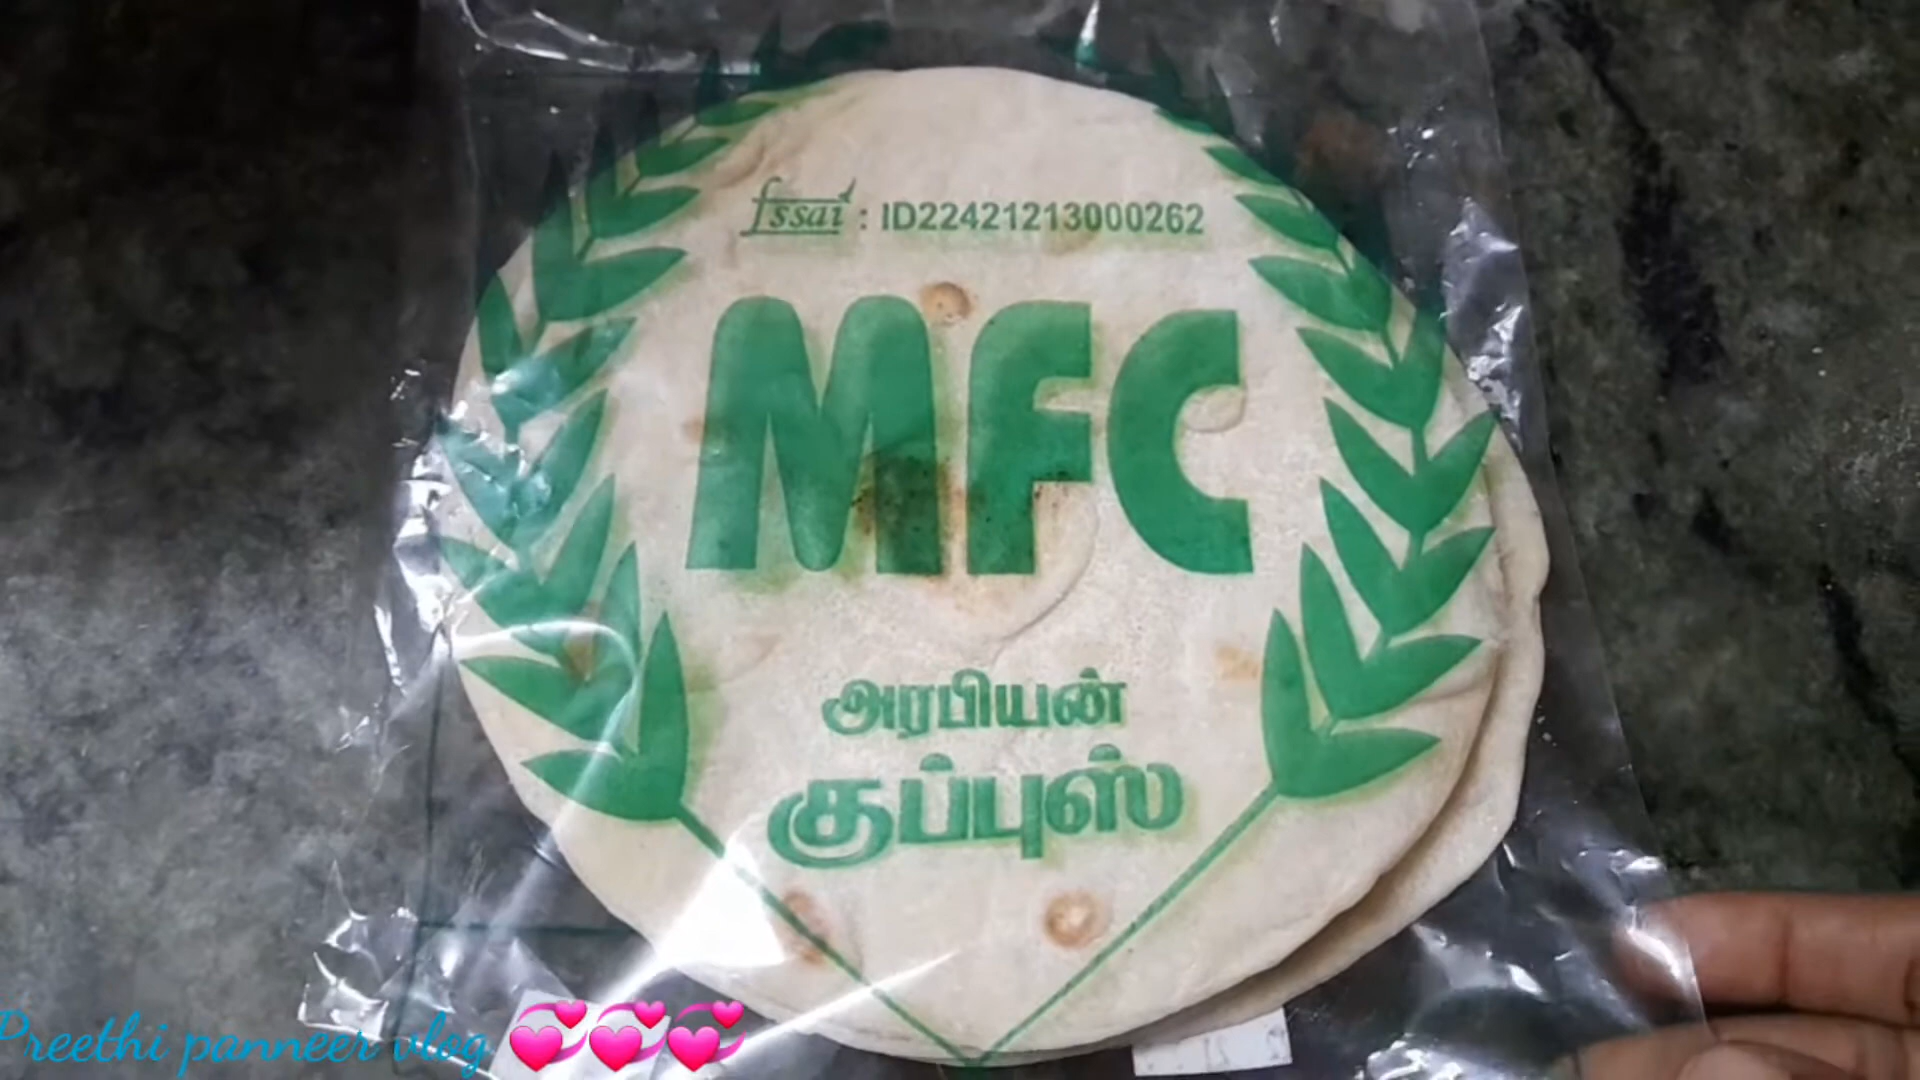 fssai : ID22421213000262
MFC
அரபியன்
குப்புஸ்
Preethi panneer vlog 💞💞💞